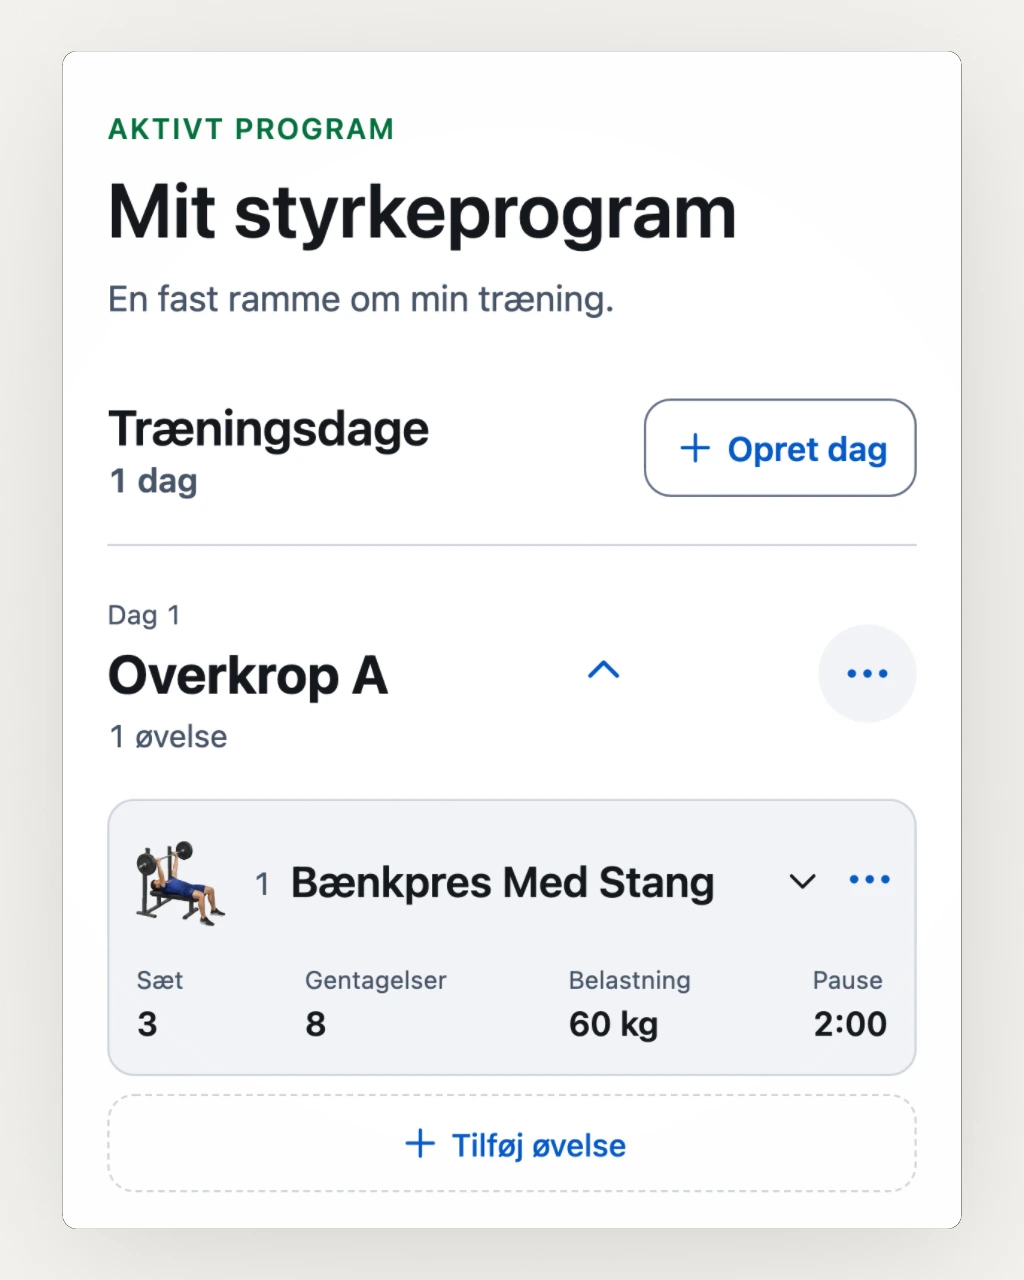 AKTIVT PROGRAM
Mit styrkeprogram
En fast ramme om min træning.
Træningsdage
1 dag
+ Opret dag
Dag 1
Overkrop A
1 øvelse
1 Bænkpres Med Stang
Sæt Gentagelser Belastning Pause
3 8 60 kg 2:00
+ Tilføj øvelse